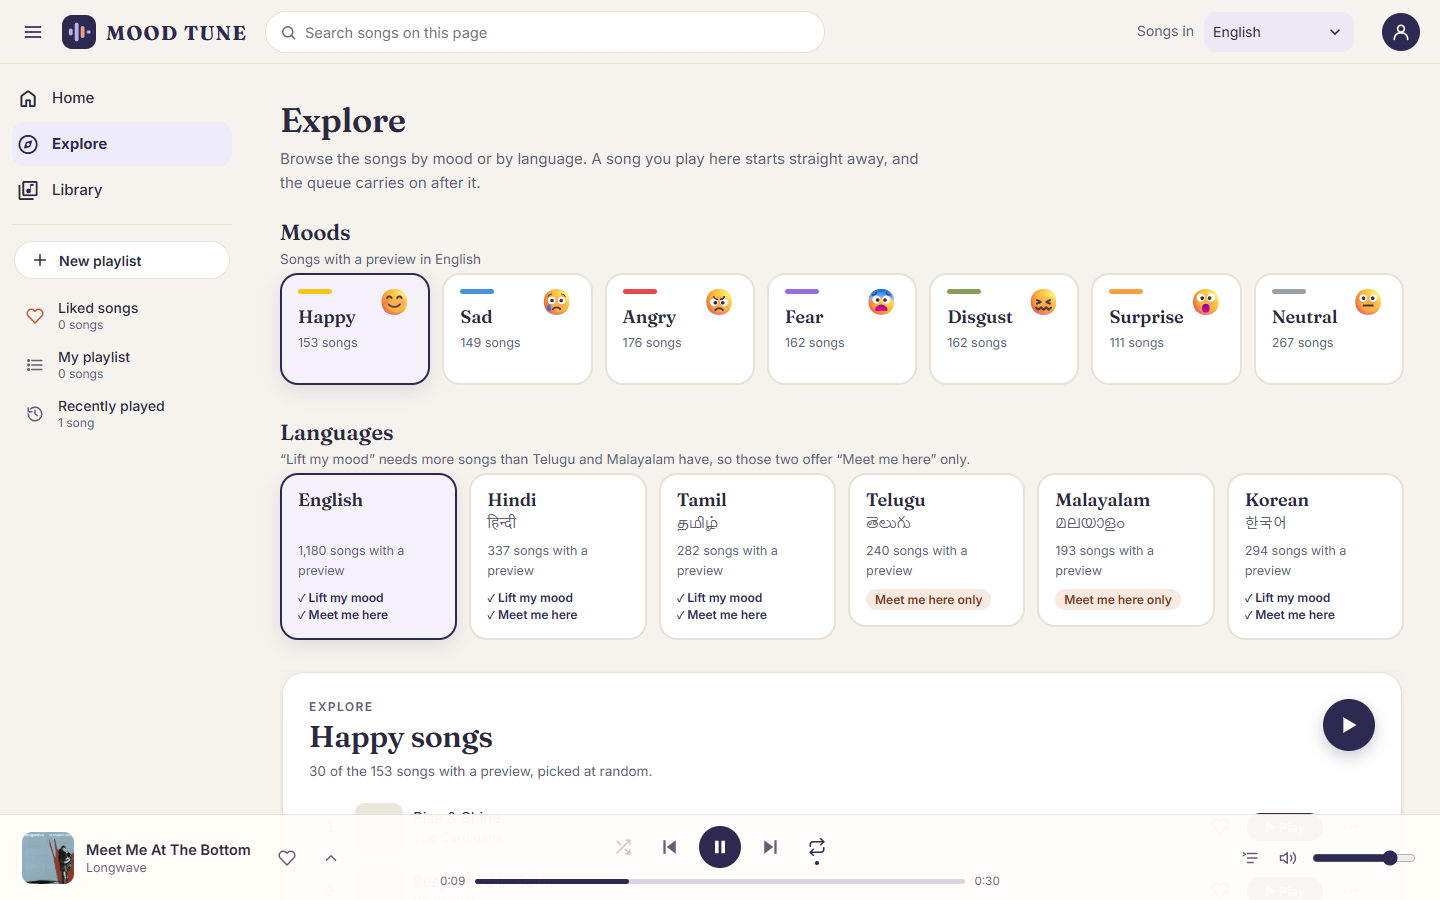 MOOD TUNE
Search songs on this page
Songs in
English
Home
Explore
Library
New playlist
Liked songs
0 songs
My playlist
0 songs
Recently played
1 song
Explore
Browse the songs by mood or by language. A song you play here starts straight away, and
the queue carries on after it.
Moods
Songs with a preview in English
Happy
153 songs
Sad
149 songs
Angry
176 songs
Fear
162 songs
Disgust
162 songs
Surprise
111 songs
Neutral
267 songs
Languages
“Lift my mood” needs more songs than Telugu and Malayalam have, so those two offer “Meet me here” only.
English
1,180 songs with a
preview
✓ Lift my mood
✓ Meet me here
Hindi
हिन्दी
337 songs with a
preview
✓ Lift my mood
✓ Meet me here
Tamil
தமிழ்
282 songs with a
preview
✓ Lift my mood
✓ Meet me here
Telugu
తెలుగు
240 songs with a
preview
Meet me here only
Malayalam
മലയാളം
193 songs with a
preview
Meet me here only
Korean
한국어
294 songs with a
preview
✓ Lift my mood
✓ Meet me here
EXPLORE
Happy songs
30 of the 153 songs with a preview, picked at random.
Rise & Shine
Play
Meet Me At The Bottom
Longwave
0:09
0:30
Play